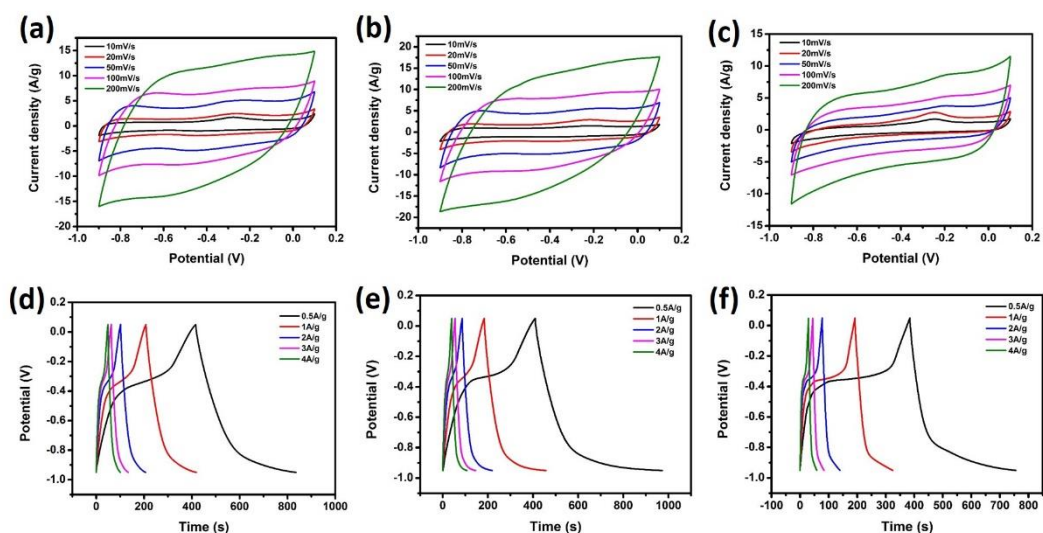 (a)
10mV/s
20mV/s
50mV/s
100mV/s
200mV/s
Current density (A/g)
15
10
5
0
-5
-10
-15
-20
-1.0 -0.8 -0.6 -0.4 -0.2 0.0 0.2
Potential (V)
(b)
10mV/s
20mV/s
50mV/s
100mV/s
200mV/s
Current density (A/g)
20
15
10
5
0
-5
-10
-15
-20
-1.0 -0.8 -0.6 -0.4 -0.2 0.0 0.2
Potential (V)
(c)
10mV/s
20mV/s
50mV/s
100mV/s
200mV/s
Current density (A/g)
15
10
5
0
-5
-10
-15
-1.0 -0.8 -0.6 -0.4 -0.2 0.0 0.2
Potential (V)
(d)
0.5A/g
1A/g
2A/g
3A/g
4A/g
Potential (V)
0.2
0.0
-0.2
-0.4
-0.6
-0.8
-1.0
0 200 400 600 800 1000
Time (s)
(e)
0.5A/g
1A/g
2A/g
3A/g
4A/g
Potential (V)
0.2
0.0
-0.2
-0.4
-0.6
-0.8
-1.0
0 200 400 600 800 1000
Time (s)
(f)
0.5A/g
1A/g
2A/g
3A/g
4A/g
Potential (V)
0.2
0.0
-0.2
-0.4
-0.6
-0.8
-1.0
-100 0 100 200 300 400 500 600 700 800
Time (s)